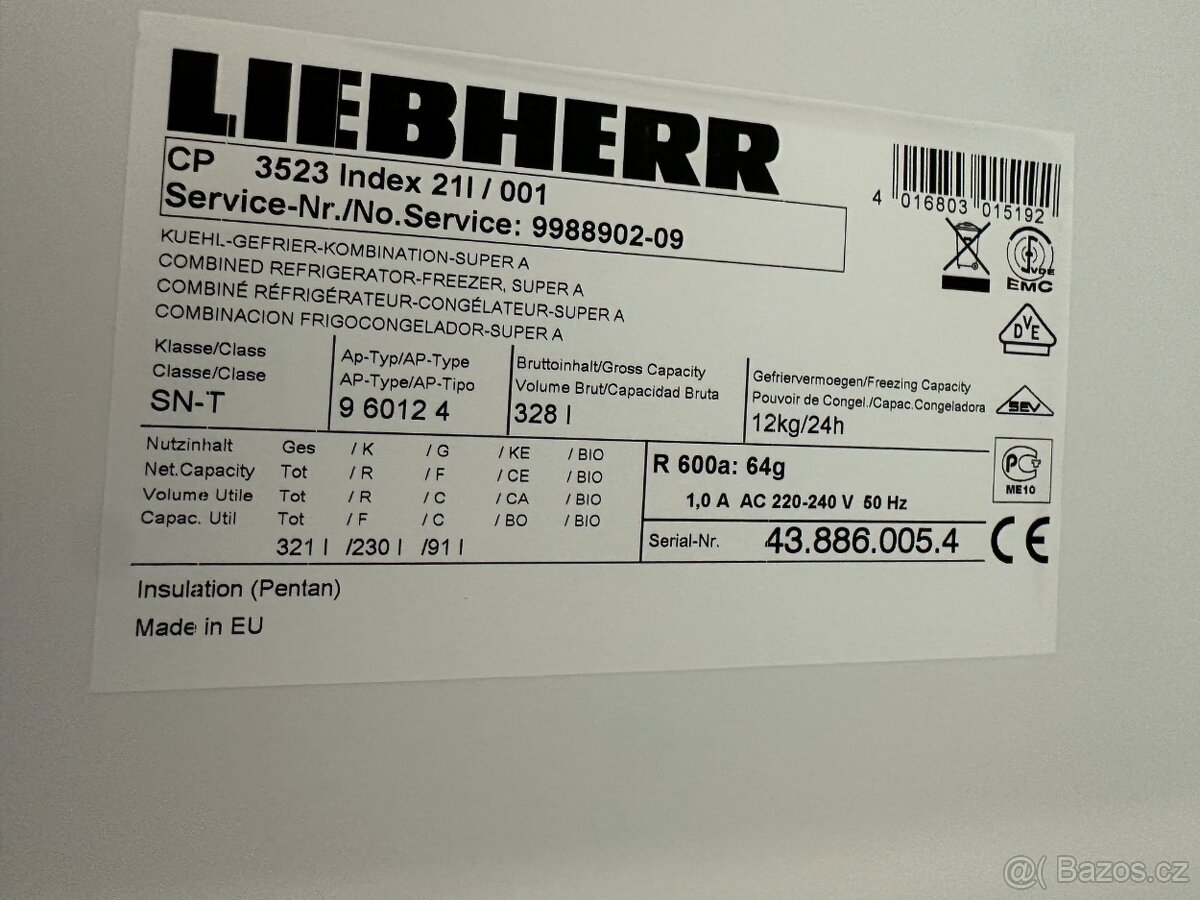 LIEBHERR
CP 3523 Index 21I / 001
Service-Nr./No.Service: 9988902-09
4 016803 015192
KUEHL-GEFRIER-KOMBINATION-SUPER A
COMBINED REFRIGERATOR-FREEZER, SUPER A
COMBINÉ RÉFRIGÉRATEUR-CONGÉLATEUR-SUPER A
COMBINACION FRIGOCONGELADOR-SUPER A
VDE
EMC
DVE
SEV
Klasse/Class
Classe/Clase
SN-T
Ap-Typ/AP-Type
AP-Type/AP-Tipo
9 6012 4
Bruttoinhalt/Gross Capacity
Volume Brut/Capacidad Bruta
328 l
Gefriervermoegen/Freezing Capacity
Pouvoir de Congel./Capac.Congeladora
12kg/24h
Nutzinhalt Ges / K / G / KE / BIO
Net.Capacity Tot / R / F / CE / BIO
Volume Utile Tot / R / C / CA / BIO
Capac. Util Tot / F / C / BO / BIO
321 l /230 l /91 l
R 600a: 64g
1,0 A AC 220-240 V 50 Hz
Serial-Nr. 43.886.005.4
PCT
ME10
CE
Insulation (Pentan)
Made in EU
@( Bazos.cz